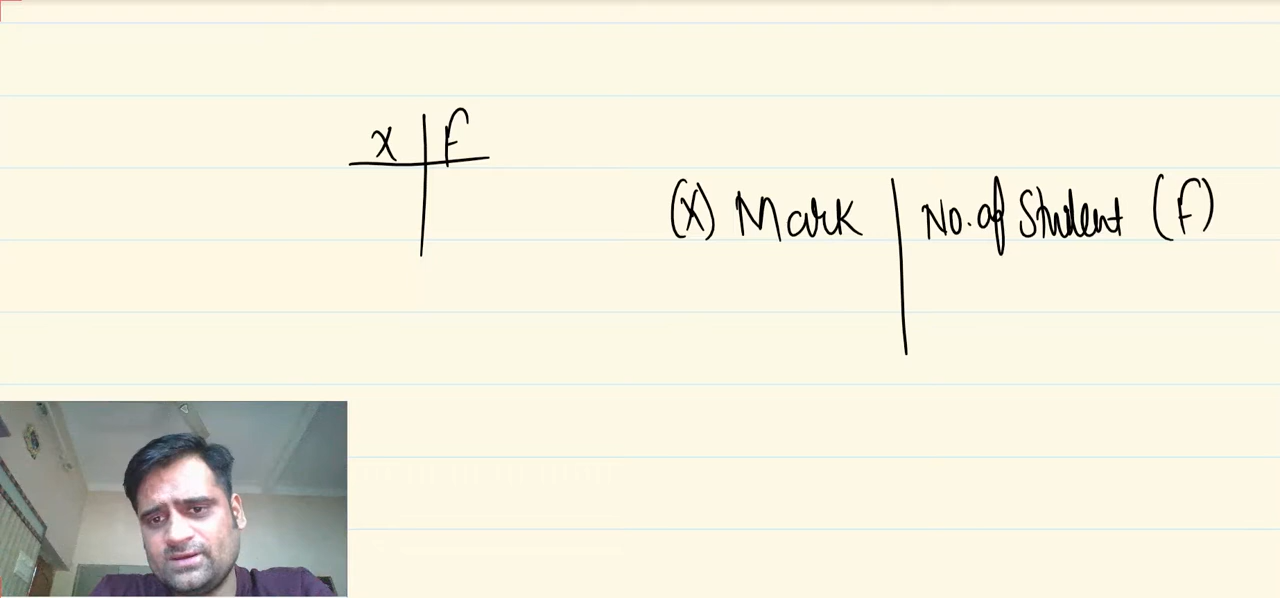 x | F
(X) Mark | No. of Student (F)